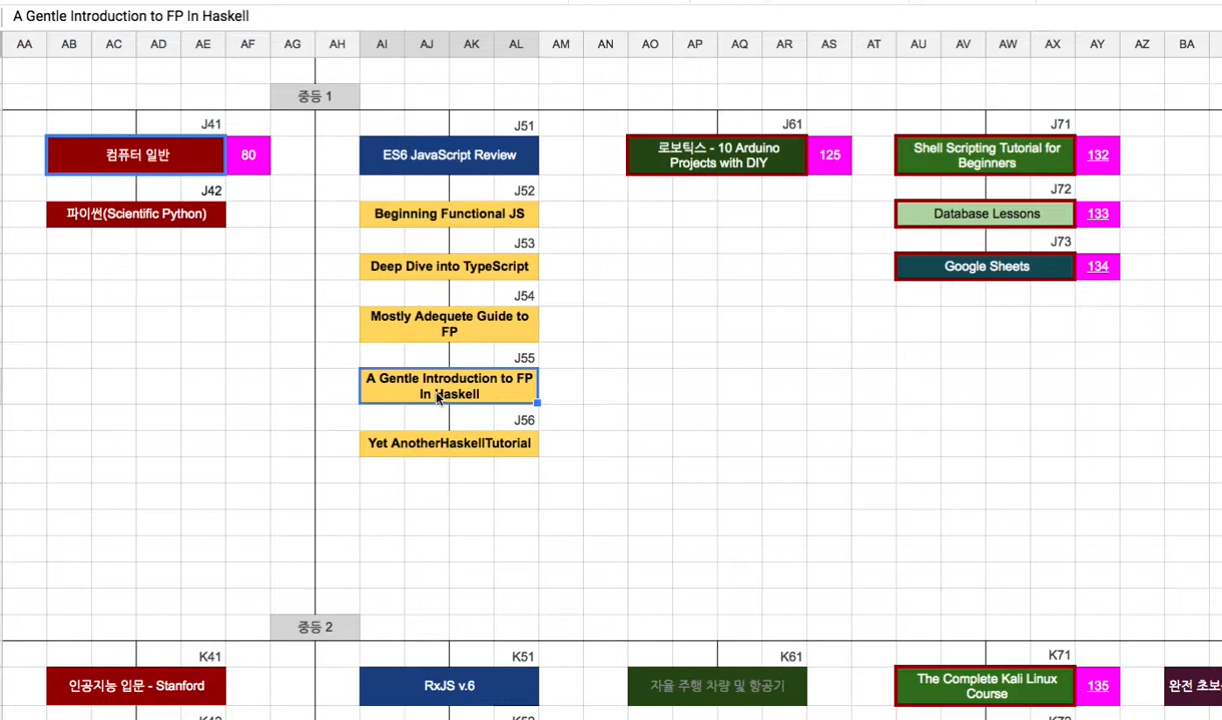 A Gentle Introduction to FP In Haskell
AA AB AC AD AE AF AG AH AI AJ AK AL AM AN AO AP AQ AR AS AT AU AV AW AX AY AZ BA
중등 1
J41 J51 J61 J71
컴퓨터 일반 80
ES6 JavaScript Review
로보틱스 - 10 Arduino
Projects with DIY
125
Shell Scripting Tutorial for
Beginners
132
J42 J52 J72
파이썬(Scientific Python)
Beginning Functional JS
Database Lessons 133
J53 J73
Deep Dive into TypeScript
Google Sheets 134
J54
Mostly Adequete Guide to
FP
J55
A Gentle Introduction to FP
In Haskell
J56
Yet AnotherHaskellTutorial
중등 2
K41 K51 K61 K71
인공지능 입문 - Stanford
RxJS v.6
자율 주행 차량 및 항공기
The Complete Kali Linux
Course
135
완전 초보